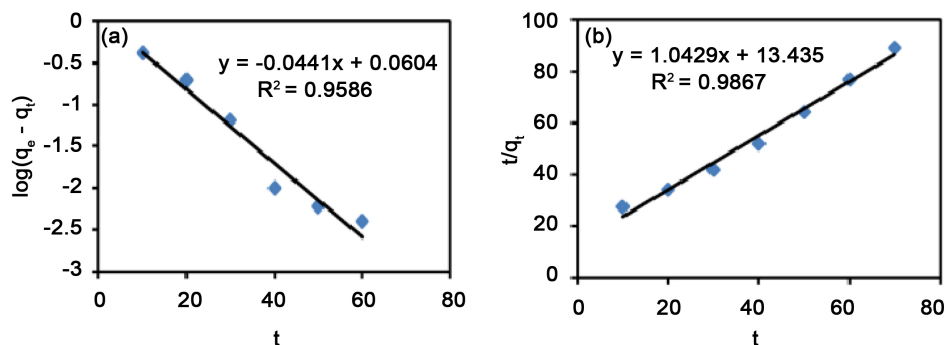 (a)
y = -0.0441x + 0.0604
R² = 0.9586
log(qₑ − qₜ)
0
-0.5
-1
-1.5
-2
-2.5
-3
0 20 40 60 80
t
(b)
y = 1.0429x + 13.435
R² = 0.9867
t/qₜ
100
80
60
40
20
0
0 20 40 60 80
t